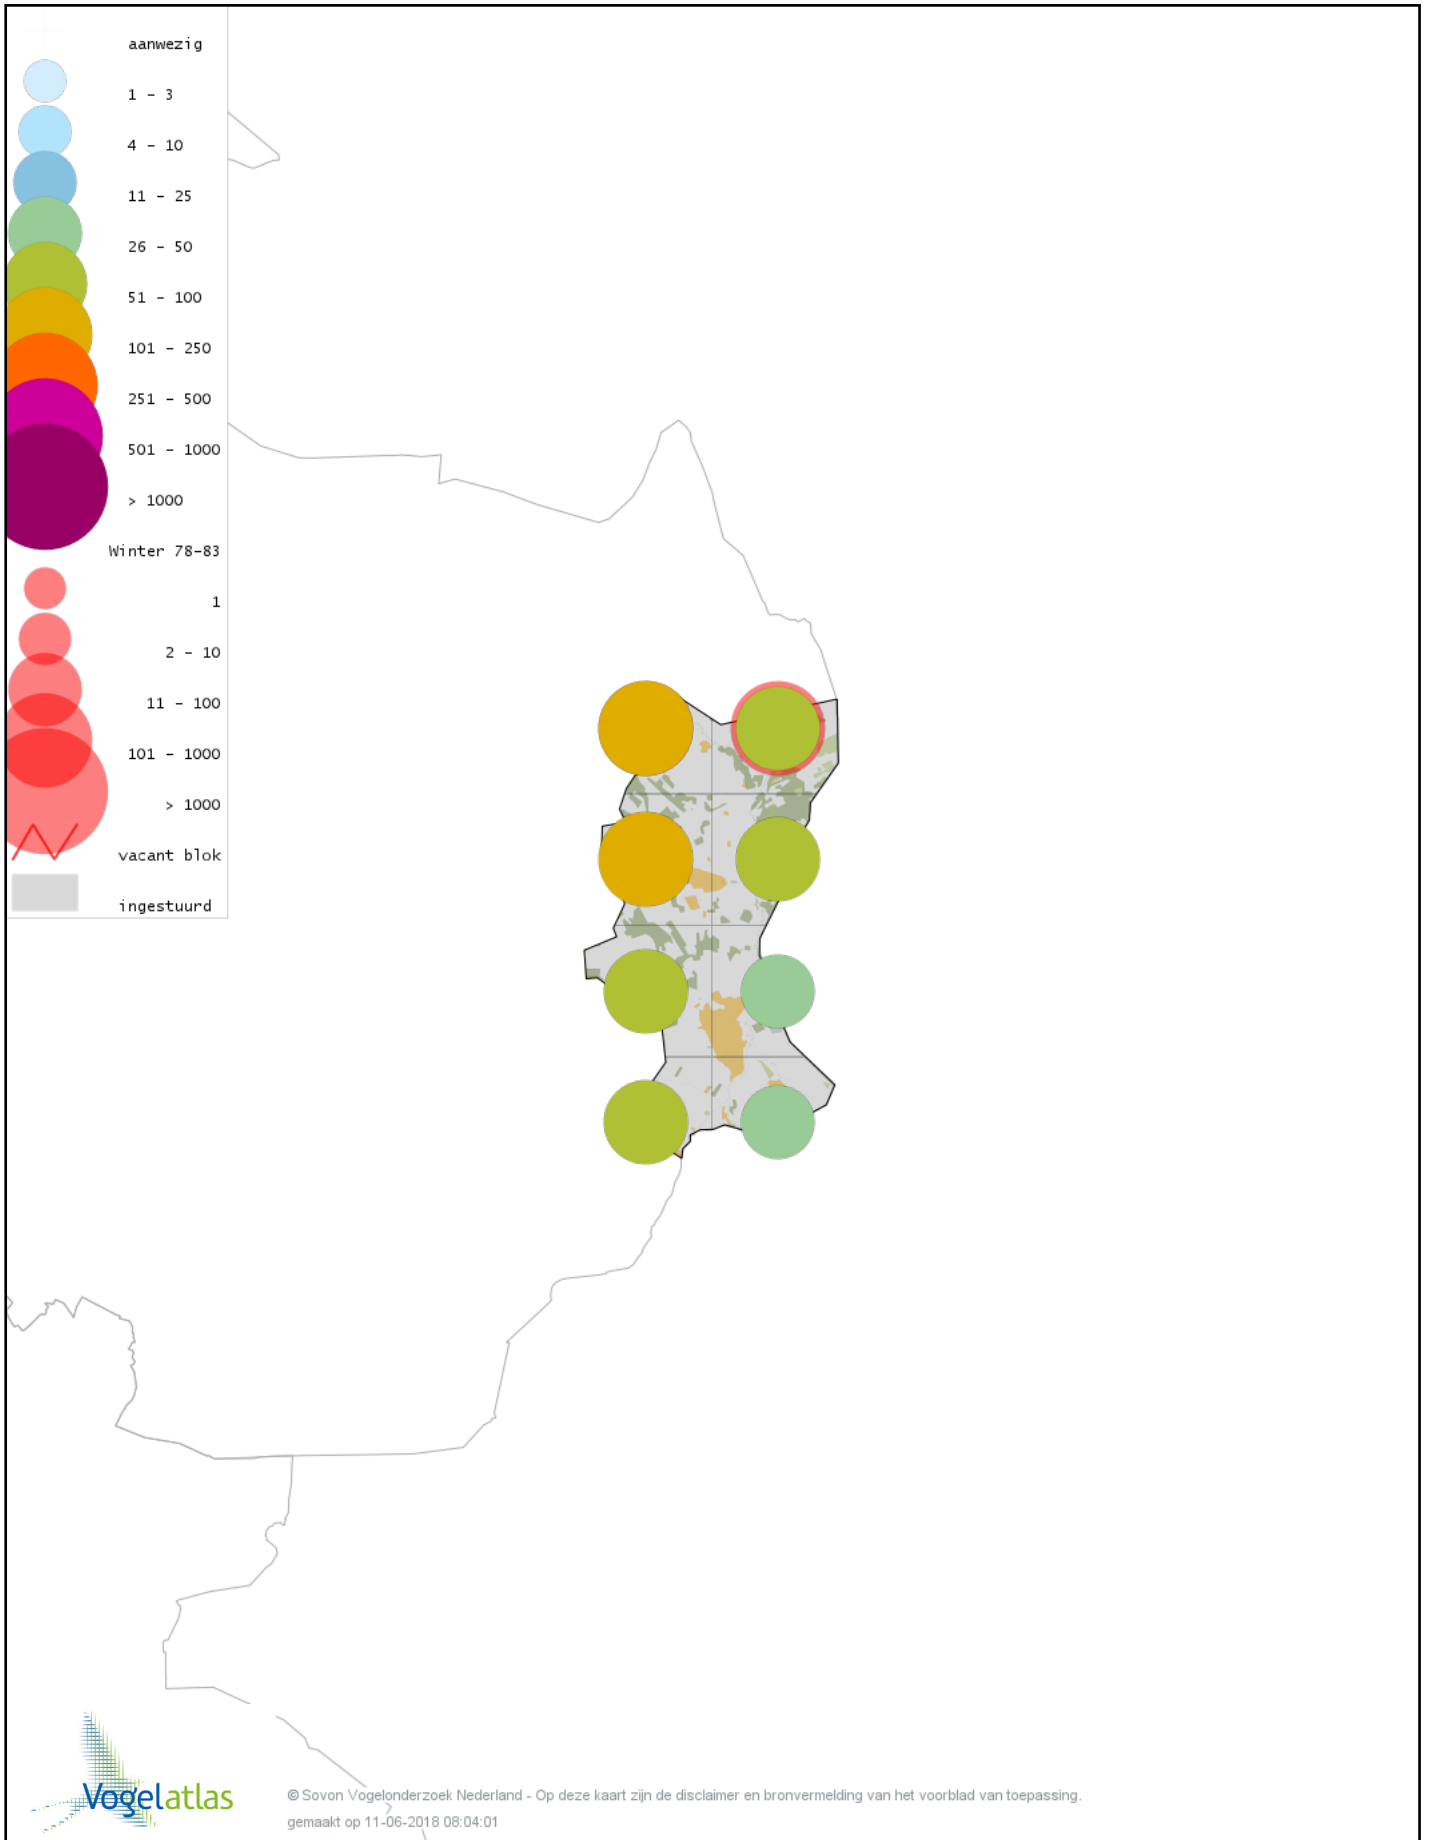 aanwezig
1 - 3
4 - 10
11 - 25
26 - 50
51 - 100
101 - 250
251 - 500
501 - 1000
> 1000
Winter 78-83
1
2 - 10
11 - 100
101 - 1000
> 1000
vacant blok
ingestuurd
Vogelatlas
© Sovon Vogelonderzoek Nederland - Op deze kaart zijn de disclaimer en bronvermelding van het voorblad van toepassing.
gemaakt op 11-06-2018 08:04:01